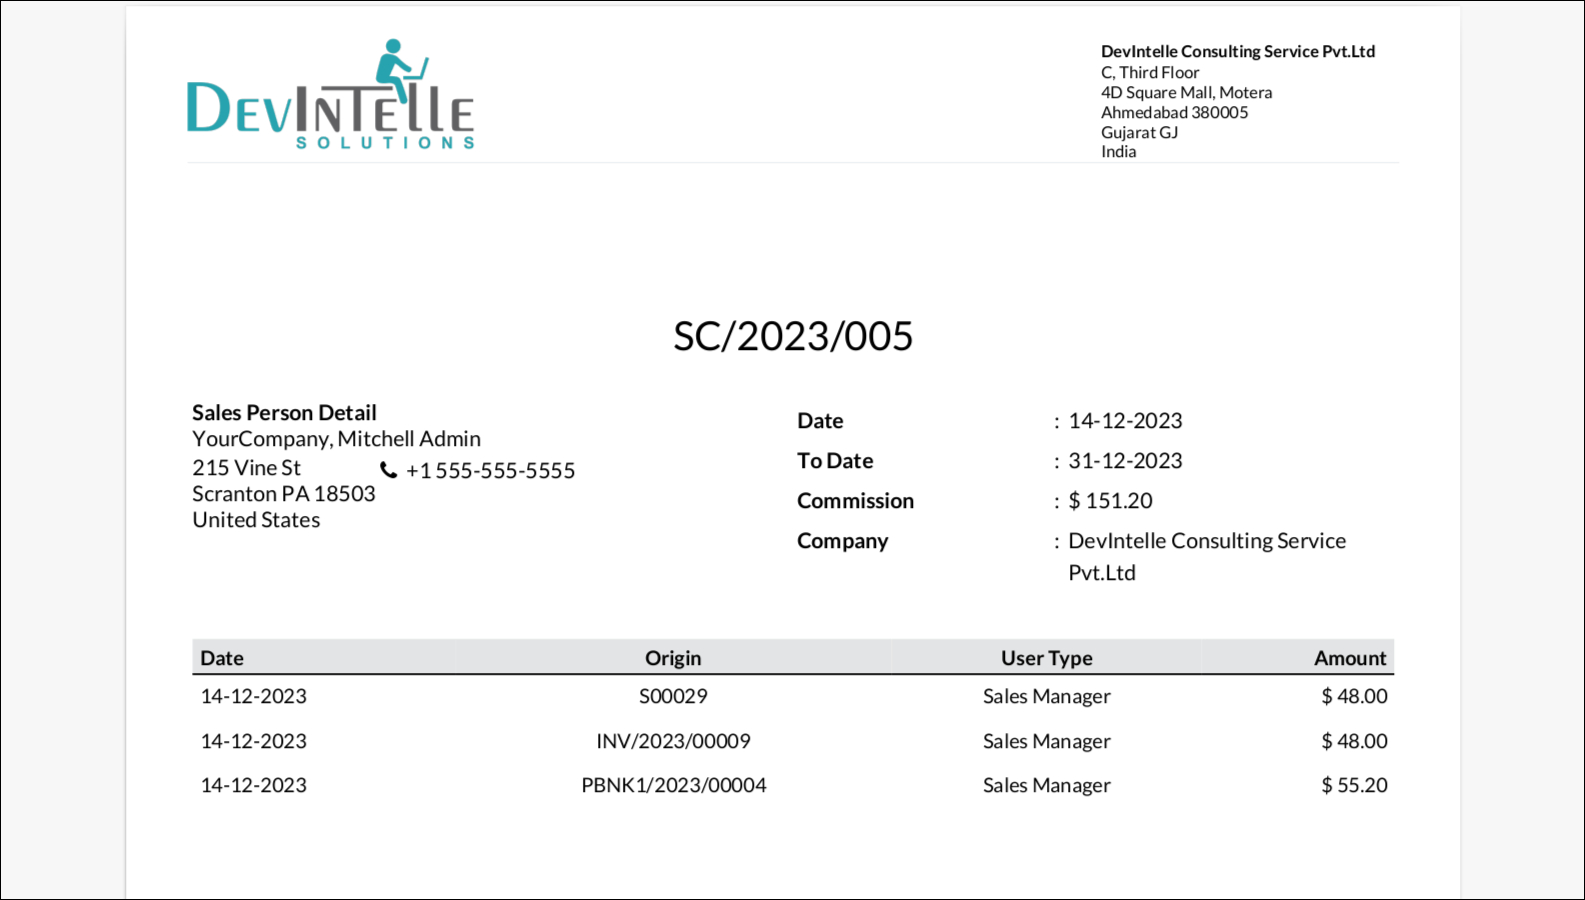 DEVINTELLE
SOLUTIONS
DevIntelle Consulting Service Pvt.Ltd
C, Third Floor
4D Square Mall, Motera
Ahmedabad 380005
Gujarat GJ
India
SC/2023/005
Sales Person Detail
YourCompany, Mitchell Admin
215 Vine St
Scranton PA 18503
United States
+1 555-555-5555
Date : 14-12-2023
To Date : 31-12-2023
Commission : $ 151.20
Company : DevIntelle Consulting Service
Pvt.Ltd
Date Origin User Type Amount
14-12-2023 S00029 Sales Manager $ 48.00
14-12-2023 INV/2023/00009 Sales Manager $ 48.00
14-12-2023 PBNK1/2023/00004 Sales Manager $ 55.20